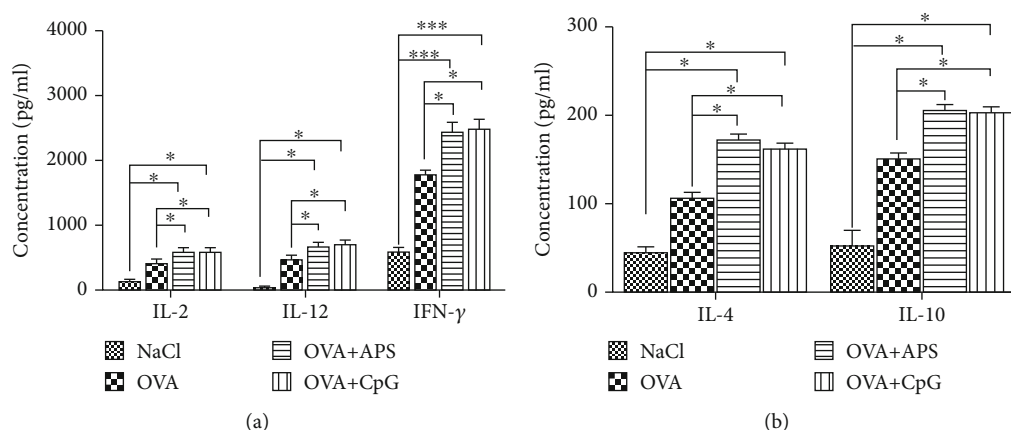 Concentration (pg/ml)
4000
3000
2000
1000
0
***
***
*
*
*
*
*
*
*
*
*
*
IL-2
IL-12
IFN-γ
NaCl
OVA+APS
OVA
OVA+CpG
(a)
Concentration (pg/ml)
300
200
100
0
*
*
*
*
*
*
*
*
IL-4
IL-10
NaCl
OVA+APS
OVA
OVA+CpG
(b)